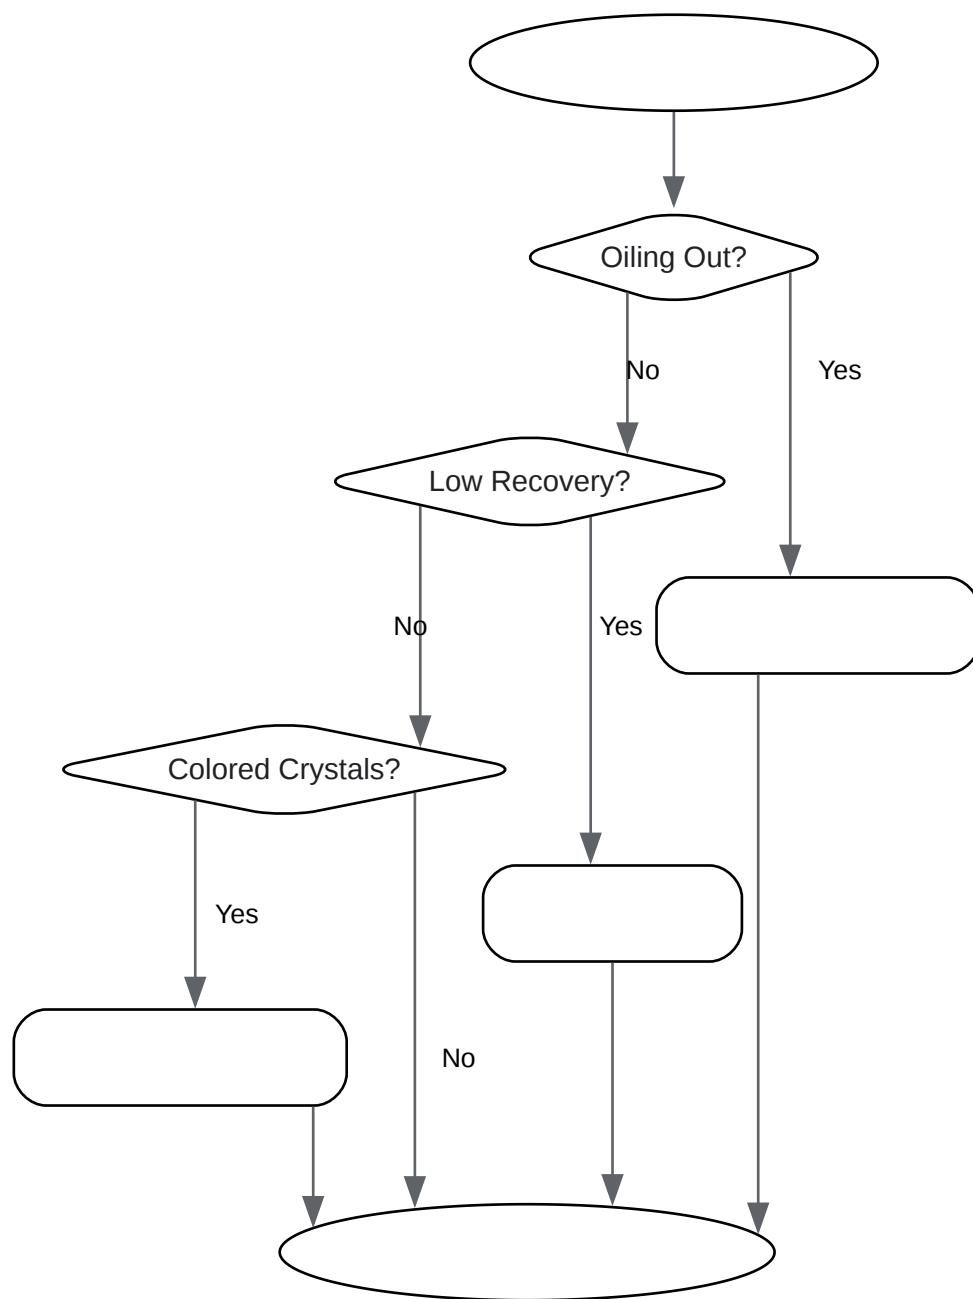 Oiling Out?
No
Yes
Low Recovery?
No
Yes
Colored Crystals?
Yes
No